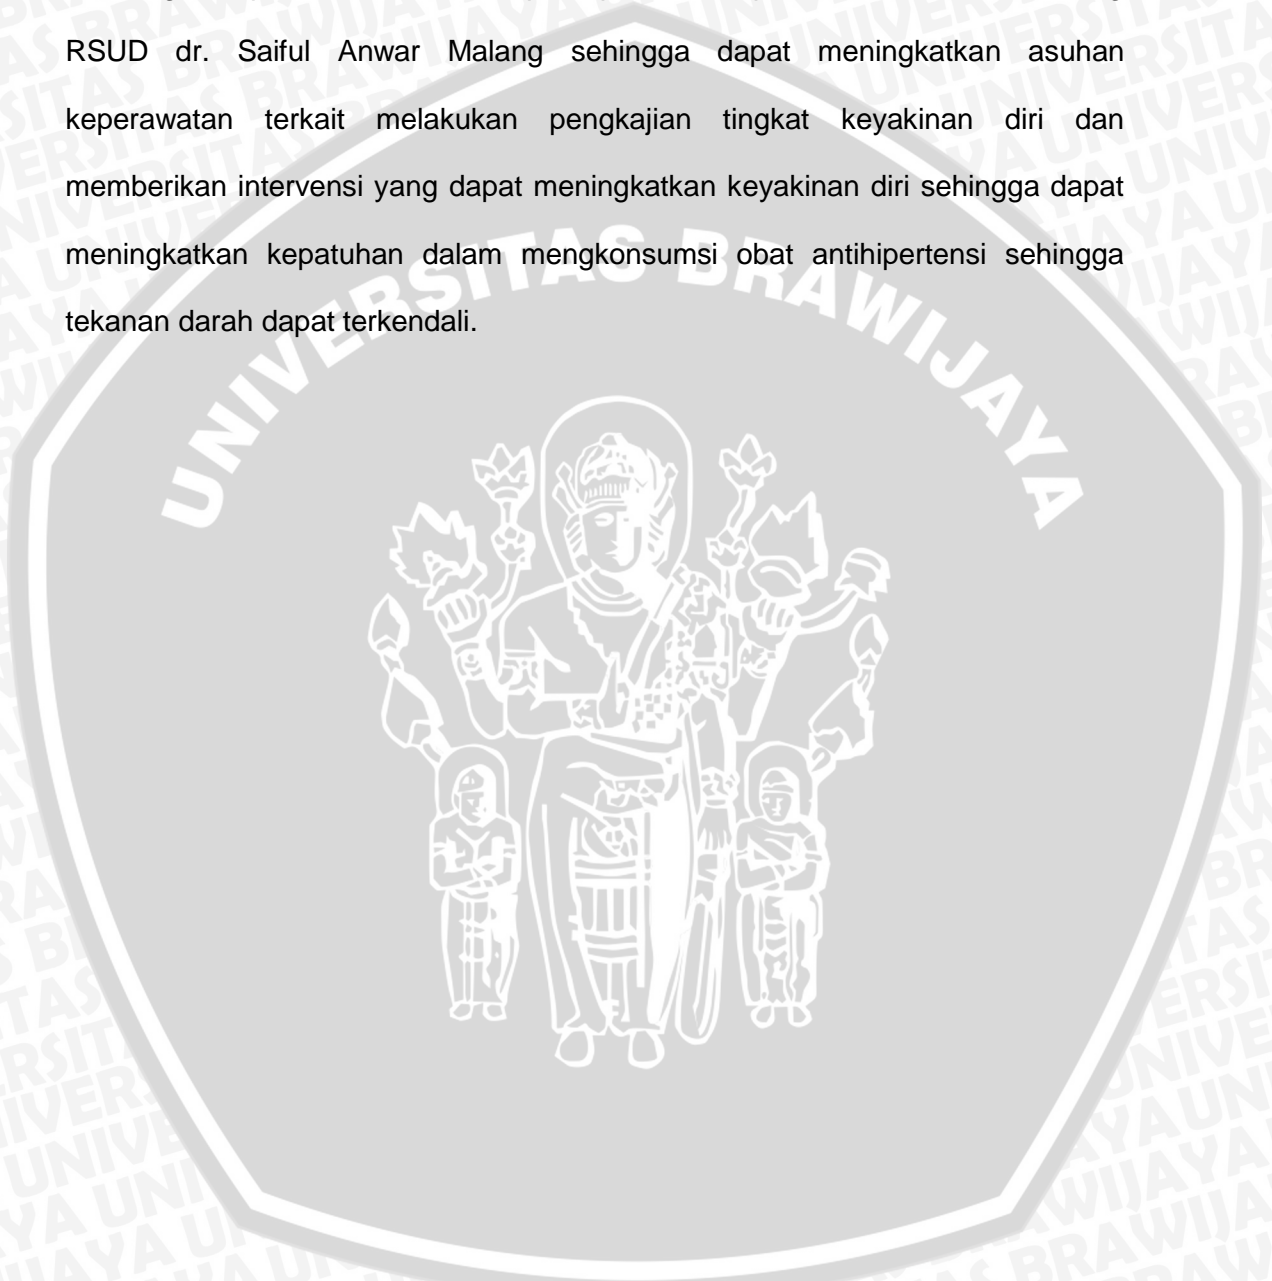 RSUD dr. Saiful Anwar Malang sehingga dapat meningkatkan asuhan
keperawatan terkait melakukan pengkajian tingkat keyakinan diri dan
memberikan intervensi yang dapat meningkatkan keyakinan diri sehingga dapat
meningkatkan kepatuhan dalam mengkonsumsi obat antihipertensi sehingga
tekanan darah dapat terkendali.
UNIVERSITAS BRAWIJAYA